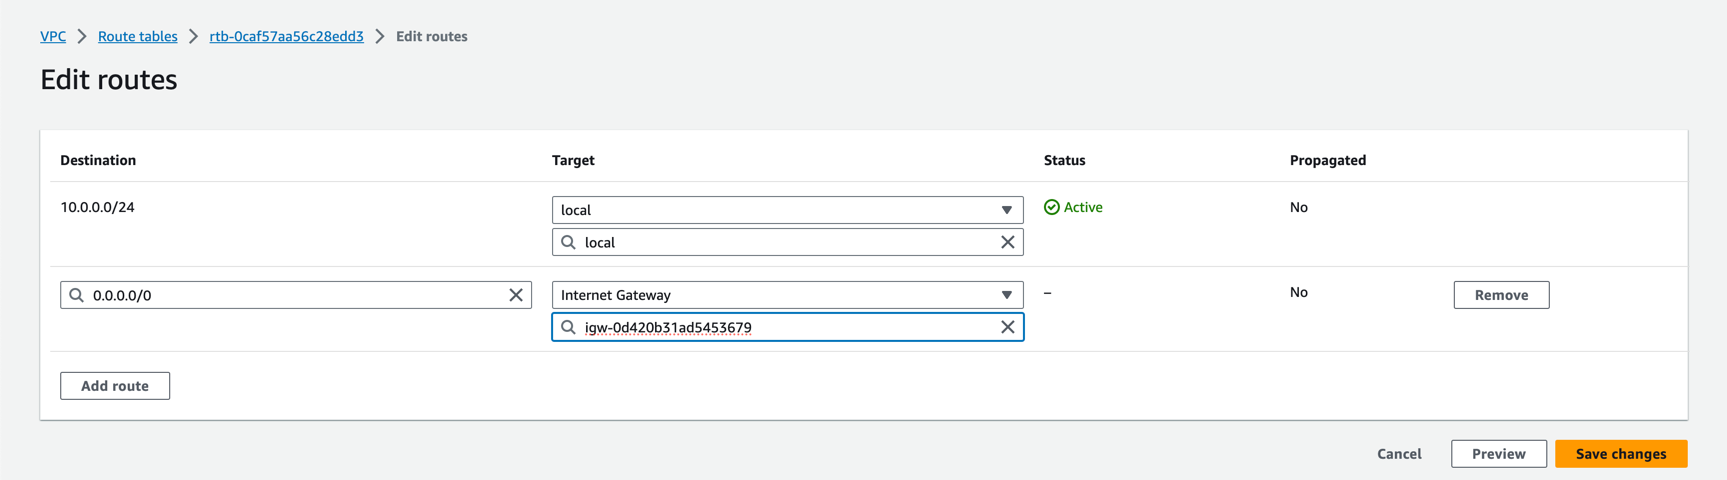 VPC > Route tables > rtb-0caf57aa56c28edd3 > Edit routes
Edit routes
Destination Target Status Propagated
10.0.0.0/24 local Active No
local
0.0.0.0/0 Internet Gateway – No Remove
igw-0d420b31ad5453679
Add route
Cancel Preview Save changes